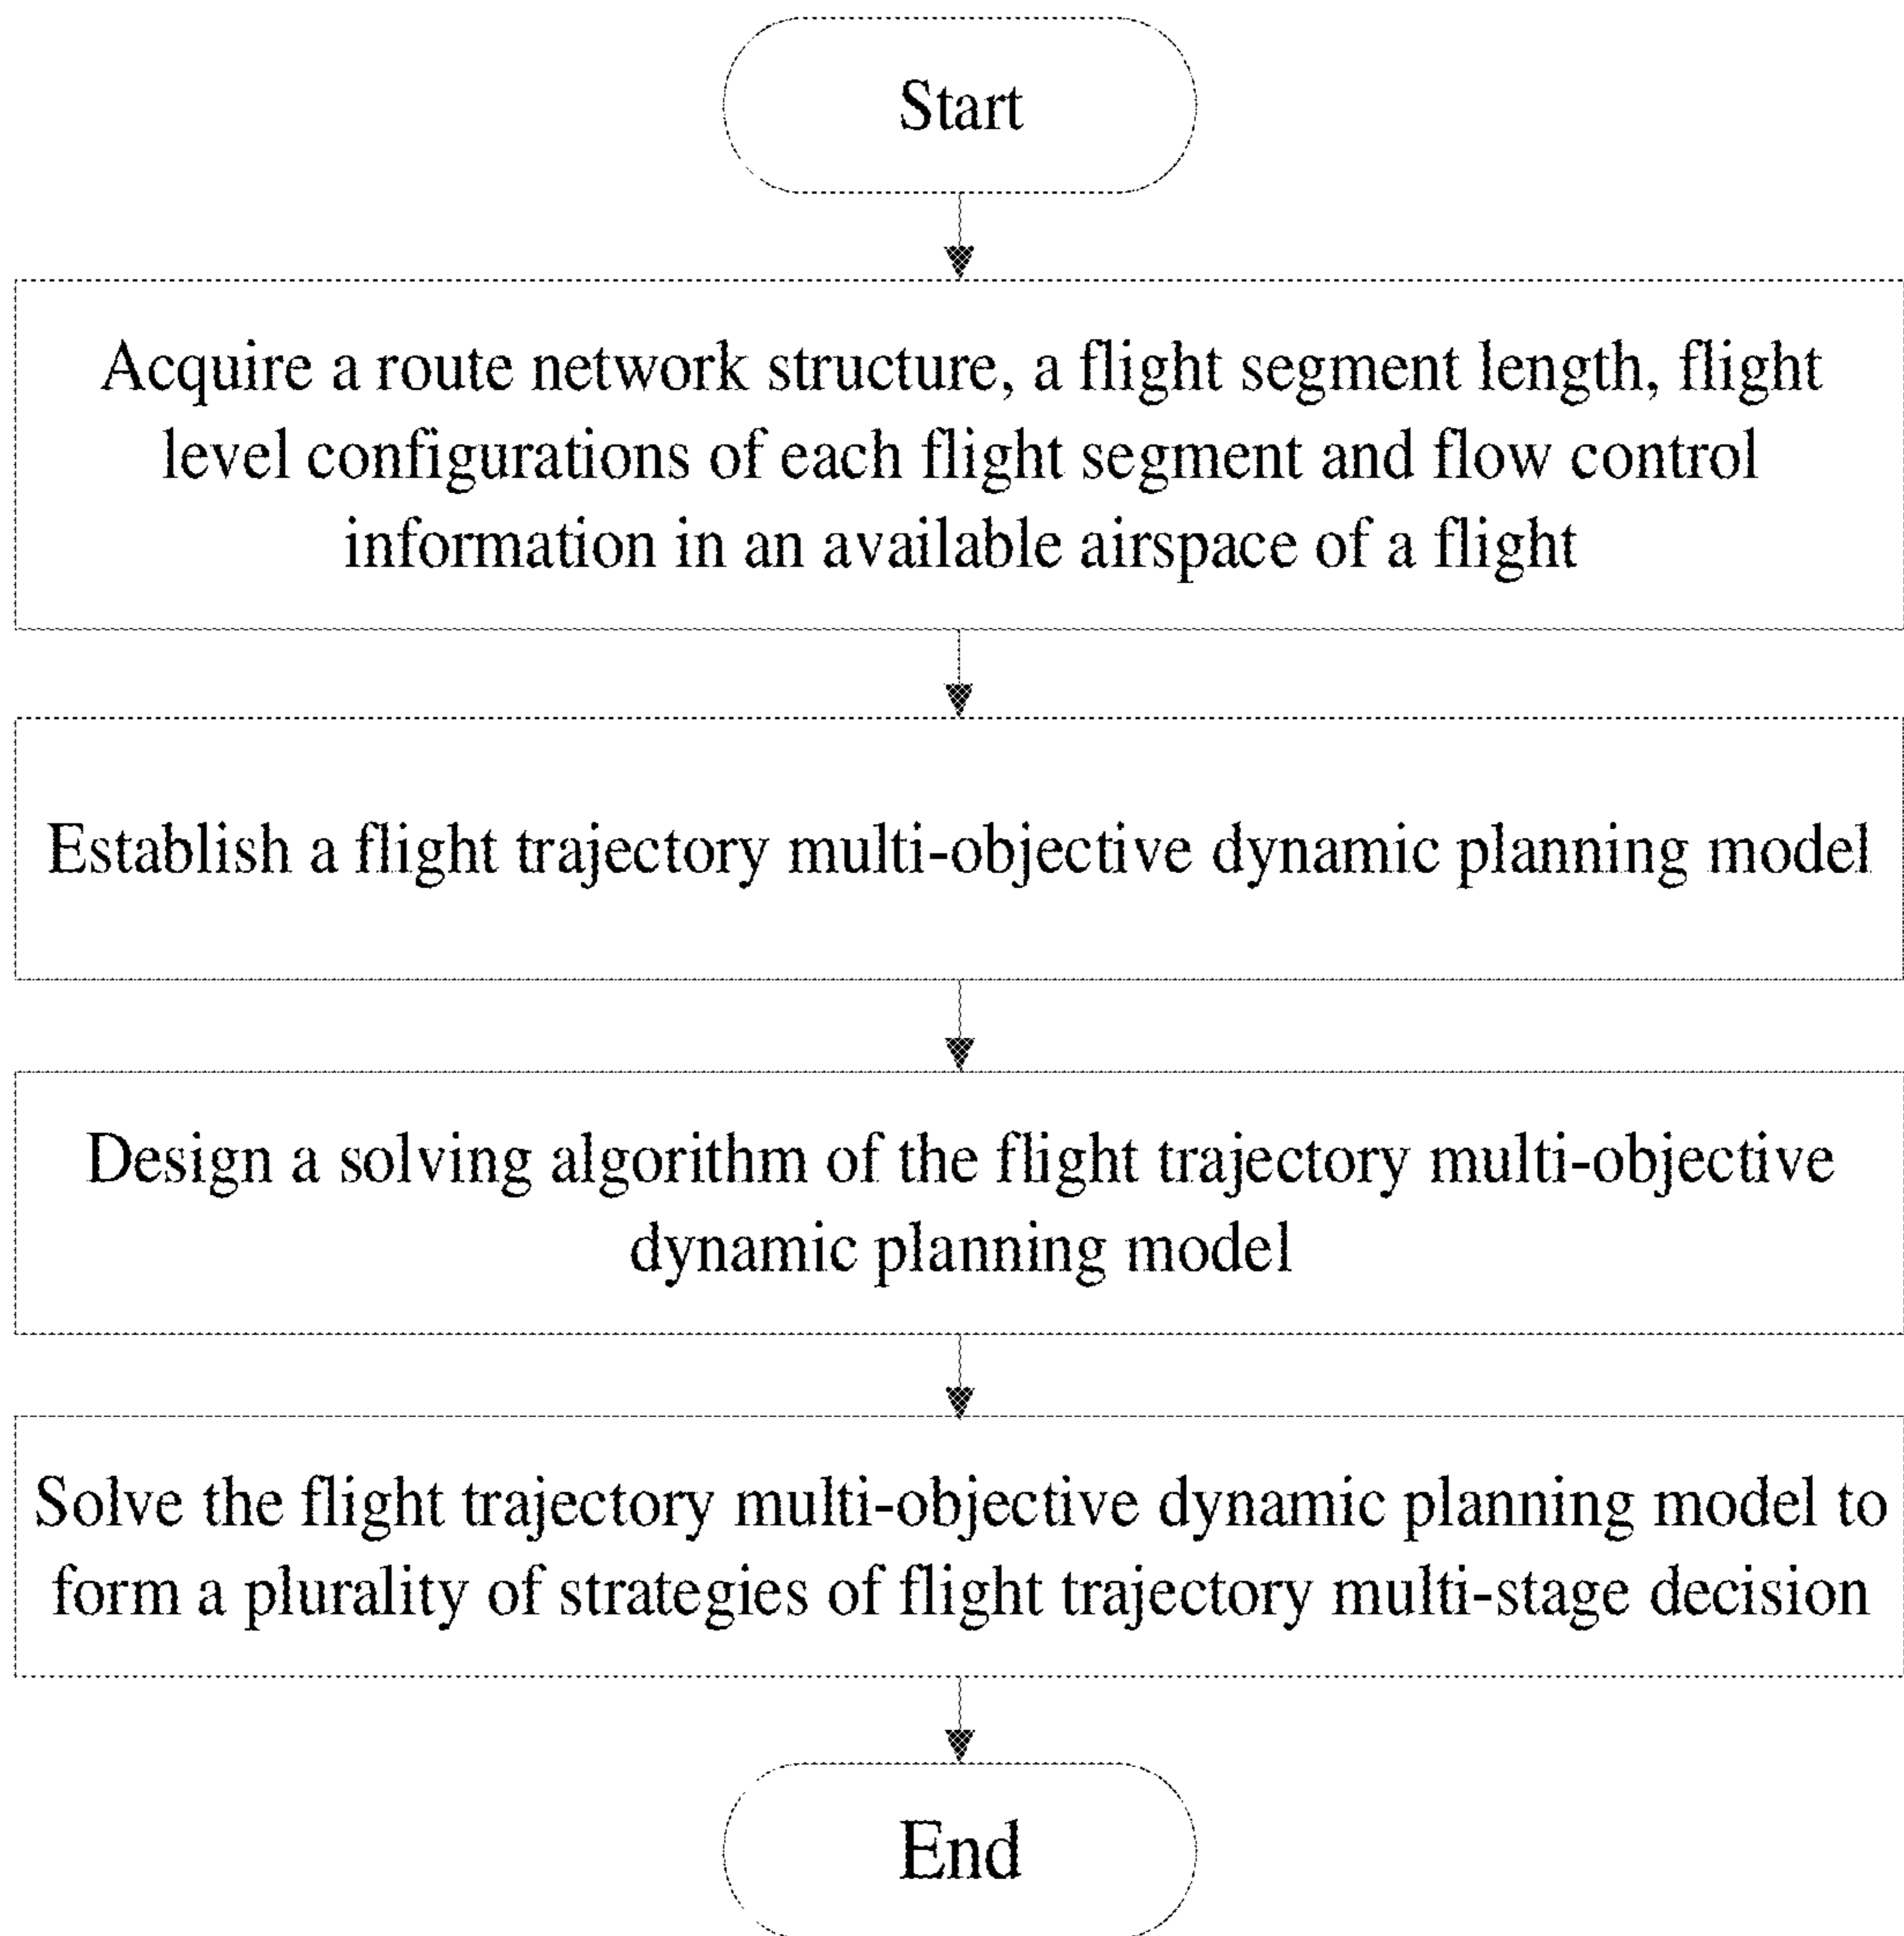 Start
Acquire a route network structure, a flight segment length, flight
level configurations of each flight segment and flow control
information in an available airspace of a flight
Establish a flight trajectory multi-objective dynamic planning model
Design a solving algorithm of the flight trajectory multi-objective
dynamic planning model
Solve the flight trajectory multi-objective dynamic planning model to
form a plurality of strategies of flight trajectory multi-stage decision
End